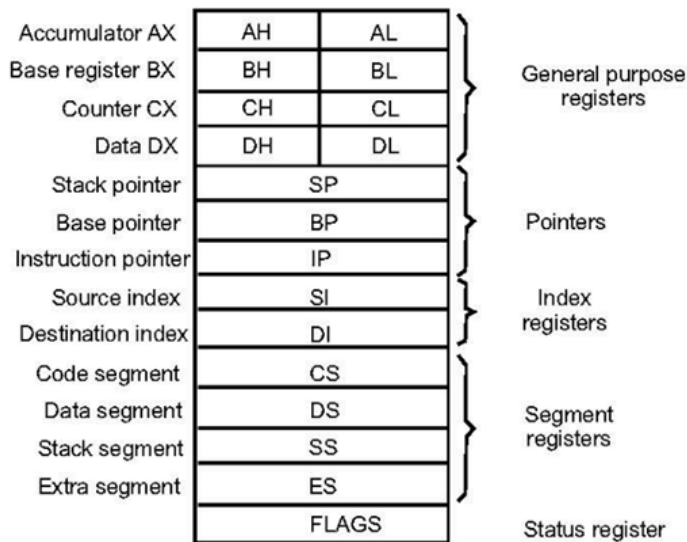 Accumulator AX AH AL
Base register BX BH BL
Counter CX CH CL
Data DX DH DL
General purpose
registers
Stack pointer SP
Base pointer BP
Instruction pointer IP
Pointers
Source index SI
Destination index DI
Index
registers
Code segment CS
Data segment DS
Stack segment SS
Extra segment ES
Segment
registers
FLAGS Status register